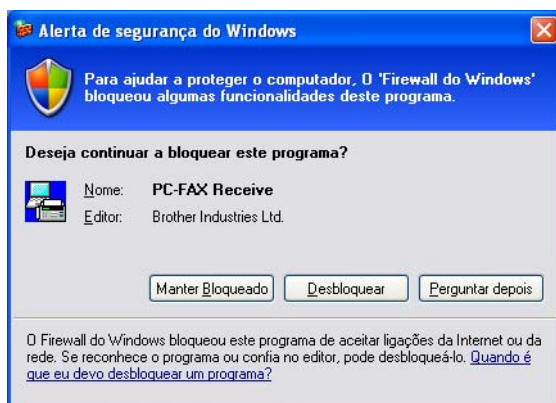 Alerta de segurança do Windows
Para ajudar a proteger o computador, O 'Firewall do Windows'
bloqueou algumas funcionalidades deste programa.
Deseja continuar a bloquear este programa?
Nome: PC-FAX Receive
Editor: Brother Industries Ltd.
Manter Bloqueado Desbloquear Perguntar depois
O Firewall do Windows bloqueou este programa de aceitar ligações da Internet ou da
rede. Se reconhece o programa ou confia no editor, pode desbloqueá-lo. Quando é
que eu devo desbloquear um programa?